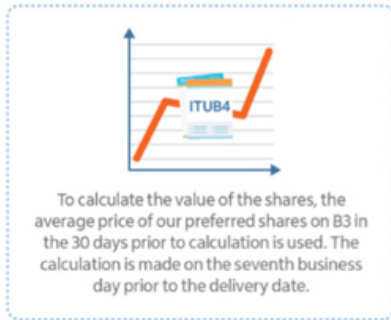 ITUB4
To calculate the value of the shares, the
average price of our preferred shares on B3 in
the 30 days prior to calculation is used. The
calculation is made on the seventh business
day prior to the delivery date.